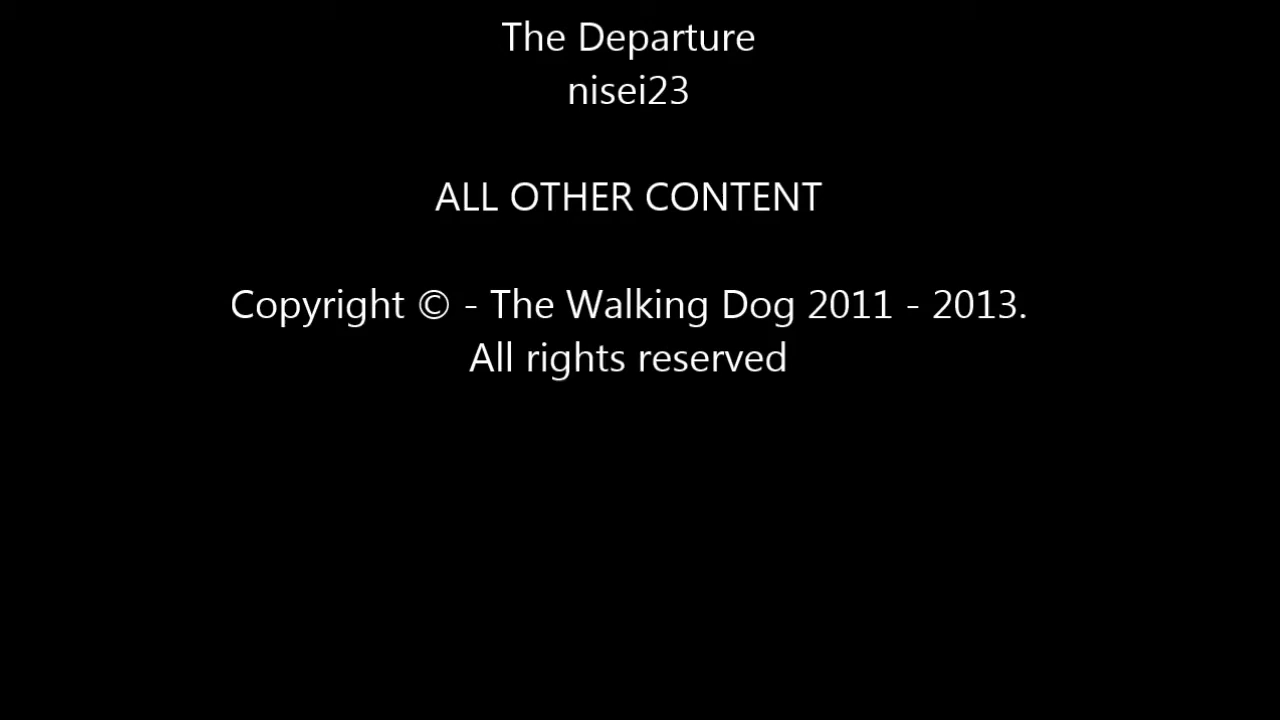 The Departure
nisei23
ALL OTHER CONTENT
Copyright © - The Walking Dog 2011 - 2013.
All rights reserved